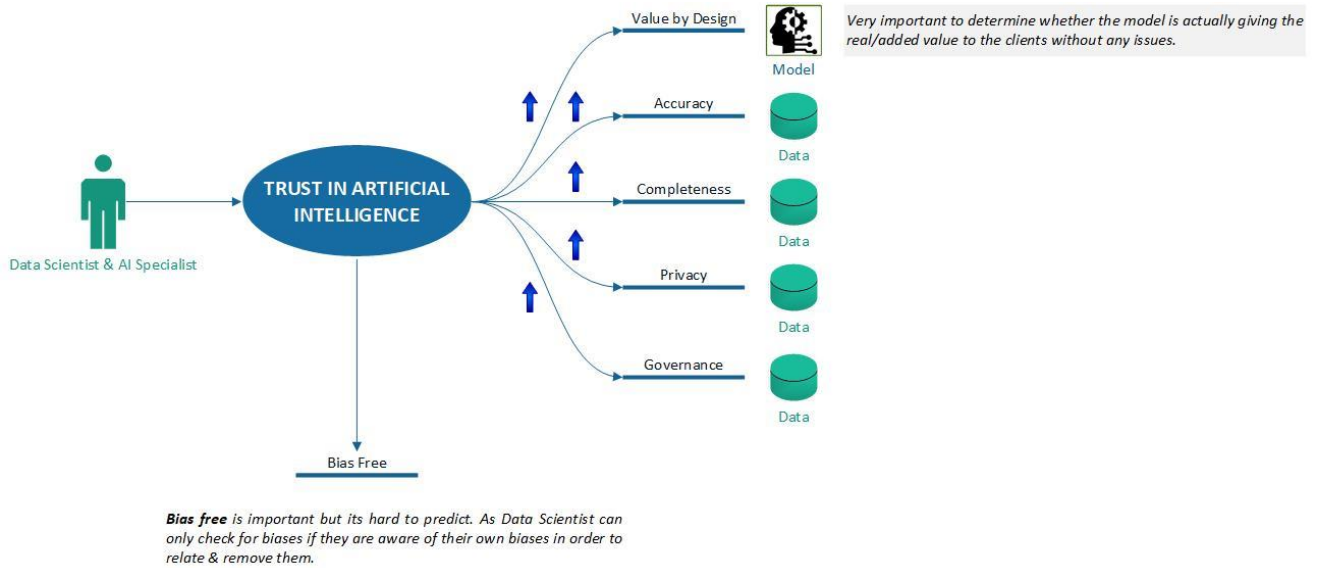 Value by Design
Very important to determine whether the model is actually giving the
real/added value to the clients without any issues.
Model
Accuracy
Data
TRUST IN ARTIFICIAL
INTELLIGENCE
Completeness
Data
Data Scientist & AI Specialist
Privacy
Data
Governance
Data
Bias Free
Bias free is important but its hard to predict. As Data Scientist can
only check for biases if they are aware of their own biases in order to
relate & remove them.